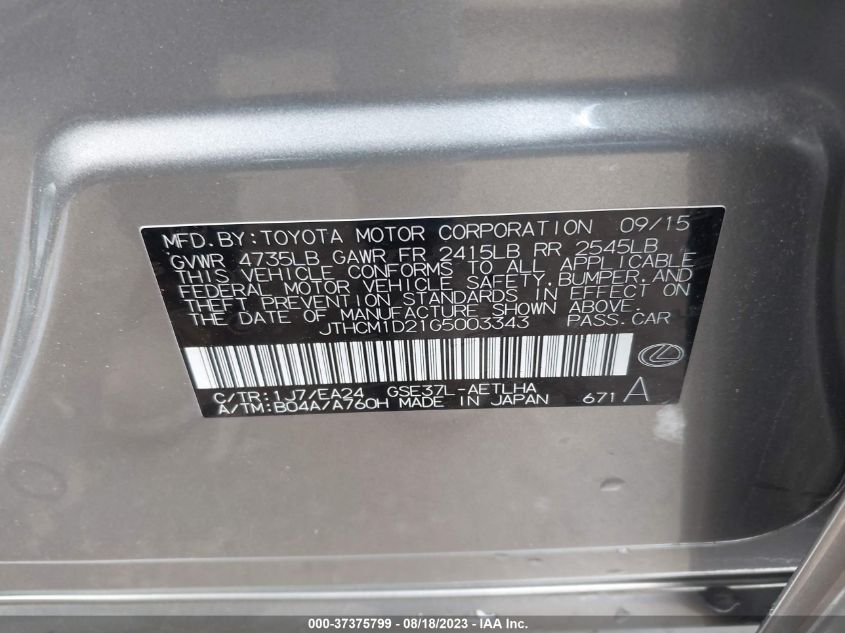 MFD. BY: TOYOTA MOTOR CORPORATION 09/15
GVWR 4735LB GAWR FR 2415LB RR 2545LB
THIS VEHICLE CONFORMS TO ALL APPLICABLE
FEDERAL MOTOR VEHICLE SAFETY, BUMPER, AND
THEFT PREVENTION STANDARDS IN EFFECT ON
THE DATE OF MANUFACTURE SHOWN ABOVE.
JTHCM1D21G5003343 PASS. CAR
C/TR: 1J7/EA24 GSE37L-AETLHA
A/TM: B04A/A760H MADE IN JAPAN 671 A
000-37375799 - 08/18/2023 - IAA Inc.